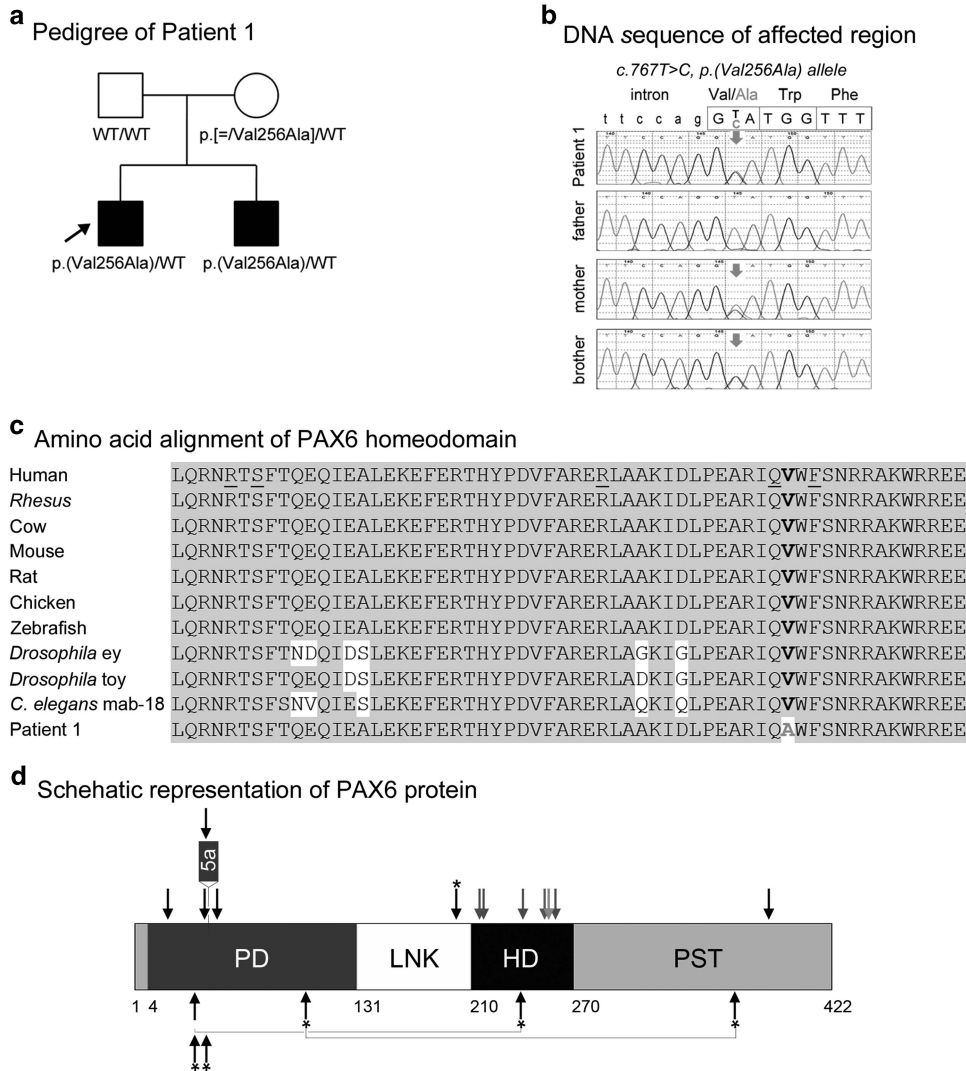 a
Pedigree of Patient 1
WT/WT
p.[=/Val256Ala]/WT
p.(Val256Ala)/WT
p.(Val256Ala)/WT
b
DNA sequence of affected region
c.767T>C, p.(Val256Ala) allele
intron Val/Ala Trp Phe
t t c c a g G T A T G G T T T
C
Patient 1
father
mother
brother
c
Amino acid alignment of PAX6 homeodomain
Human LQRNRTSFTQEQIEALEKEFERTHYPDVFARERLAAKIDLPEARIQVWFSNRRAKWRREE
Rhesus LQRNRTSFTQEQIEALEKEFERTHYPDVFARERLAAKIDLPEARIQVWFSNRRAKWRREE
Cow LQRNRTSFTQEQIEALEKEFERTHYPDVFARERLAAKIDLPEARIQVWFSNRRAKWRREE
Mouse LQRNRTSFTQEQIEALEKEFERTHYPDVFARERLAAKIDLPEARIQVWFSNRRAKWRREE
Rat LQRNRTSFTQEQIEALEKEFERTHYPDVFARERLAAKIDLPEARIQVWFSNRRAKWRREE
Chicken LQRNRTSFTQEQIEALEKEFERTHYPDVFARERLAAKIDLPEARIQVWFSNRRAKWRREE
Zebrafish LQRNRTSFTQEQIEALEKEFERTHYPDVFARERLAAKIDLPEARIQVWFSNRRAKWRREE
Drosophila ey LQRNRTSFTNDQIDSLEKEFERTHYPDVFARERLAGKIGLPEARIQVWFSNRRAKWRREE
Drosophila toy LQRNRTSFTQEQIDSLEKEFERTHYPDVFARERLADKIGLPEARIQVWFSNRRAKWRREE
C. elegans mab-18 LQRNRTSFSNVQIESLEKEFERTHYPDVFARERLAQKIQLPEARIQVWFSNRRAKWRREE
Patient 1 LQRNRTSFTQEQIEALEKEFERTHYPDVFARERLAAKIDLPEARIQAWFSNRRAKWRREE
d
Schehatic representation of PAX6 protein
5a
*
PD LNK HD PST
1 4 131 210 270 422
* * *
**